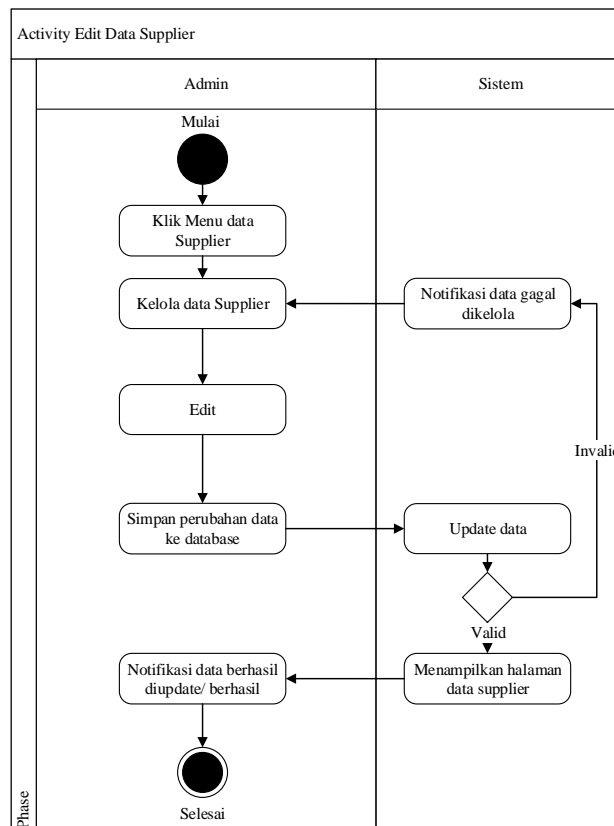 Activity Edit Data Supplier
Admin
Sistem
Mulai
Klik Menu data
Supplier
Kelola data Supplier
Notifikasi data gagal
dikelola
Edit
Invalid
Simpan perubahan data
ke database
Update data
Valid
Notifikasi data berhasil
diupdate/ berhasil
Menampilkan halaman
data supplier
Selesai
Phase